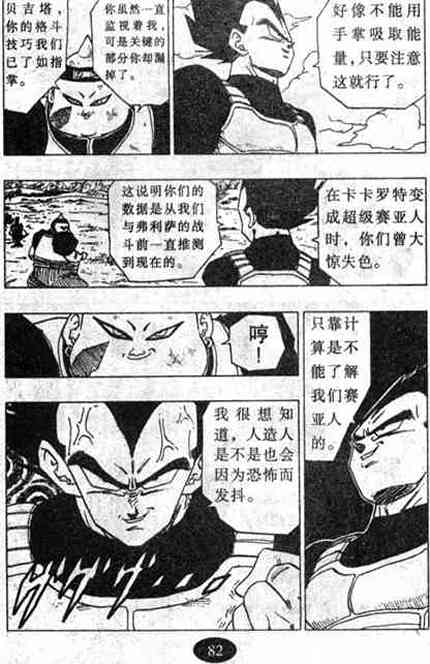 好像不能用
手掌吸取能
量，只要注意
这就行了。
你虽然一直
监视着我，
可是关键的
部分你却漏
掉了。
贝吉塔，
你的格斗
技巧我们
已了如指
掌。
在卡卡罗特变
成超级赛亚人
时，你们曾大
惊失色。
这说明你们的
数据是从我们
与弗利萨的战
斗前一直推测
到现在的。
只靠计
算是不
能了解
我们赛
亚人
的。
哼！
我很想知
道，人造人
是不是也会
因为恐怖而
发抖。
82